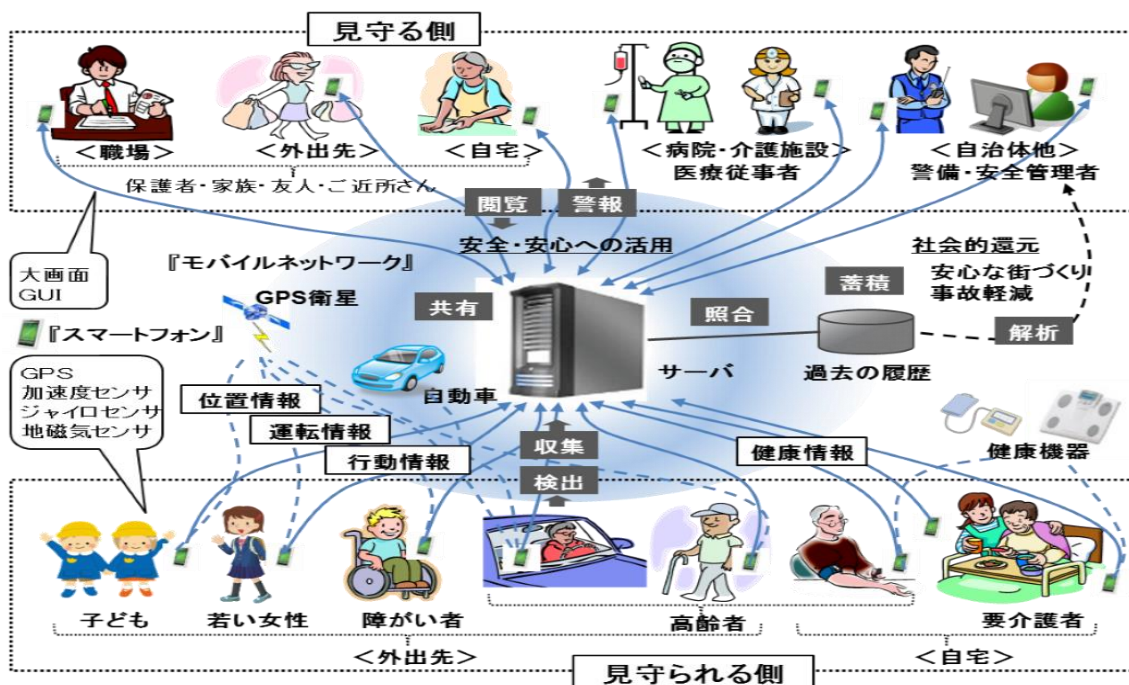 見守る側
＜職場＞
＜外出先＞
＜自宅＞
＜病院・介護施設＞
医療従事者
＜自治体他＞
警備・安全管理者
保護者・家族・友人・ご近所さん
閲覧
警報
安全・安心への活用
社会的還元
安心な街づくり
事故軽減
大画面
GUI
『モバイルネットワーク』
GPS衛星
共有
蓄積
照合
解析
『スマートフォン』
GPS
加速度センサ
ジャイロセンサ
地磁気センサ
自動車
サーバ
過去の履歴
位置情報
運転情報
行動情報
収集
検出
健康情報
健康機器
子ども
若い女性
障がい者
高齢者
要介護者
＜外出先＞
＜自宅＞
見守られる側